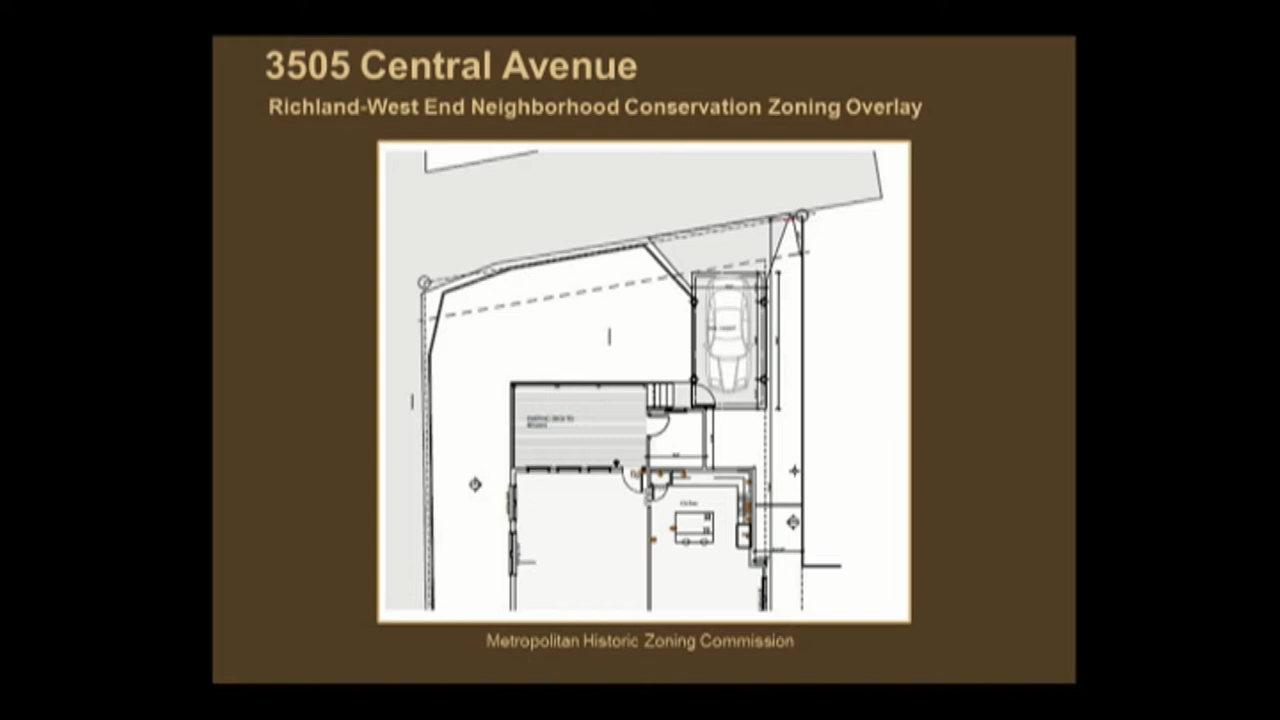 3505 Central Avenue
Richland-West End Neighborhood Conservation Zoning Overlay
Metropolitan Historic Zoning Commission